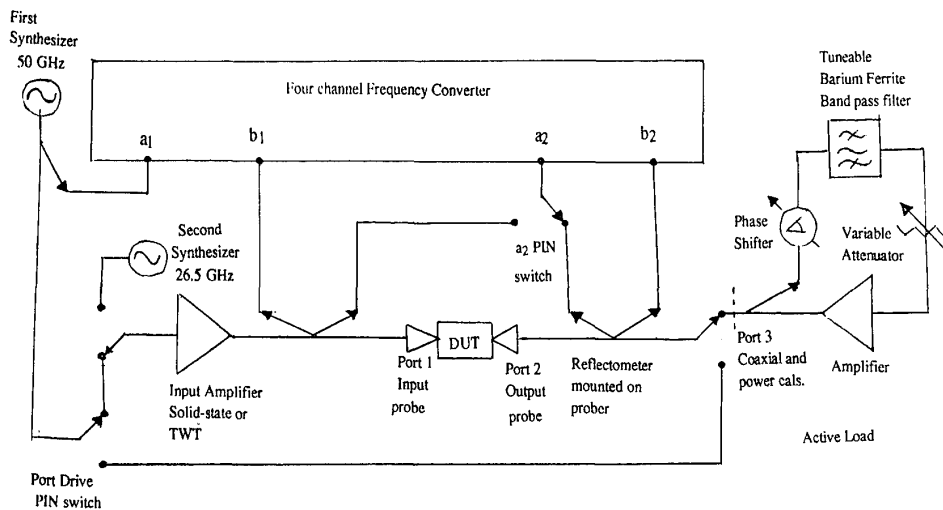 First
Synthesizer
50 GHz
Four channel Frequency Converter
a1
b1
a2
b2
Tuneable
Barium Ferrite
Band pass filter
Second
Synthesizer
26.5 GHz
a2 PIN
switch
Phase
Shifter
Variable
Attenuator
DUT
Port 1
Input
probe
Port 2
Output
probe
Reflectometer
mounted on
prober
Port 3
Coaxial and
power cals.
Amplifier
Input Amplifier
Solid-state or
TWT
Active Load
Port Drive
PIN switch